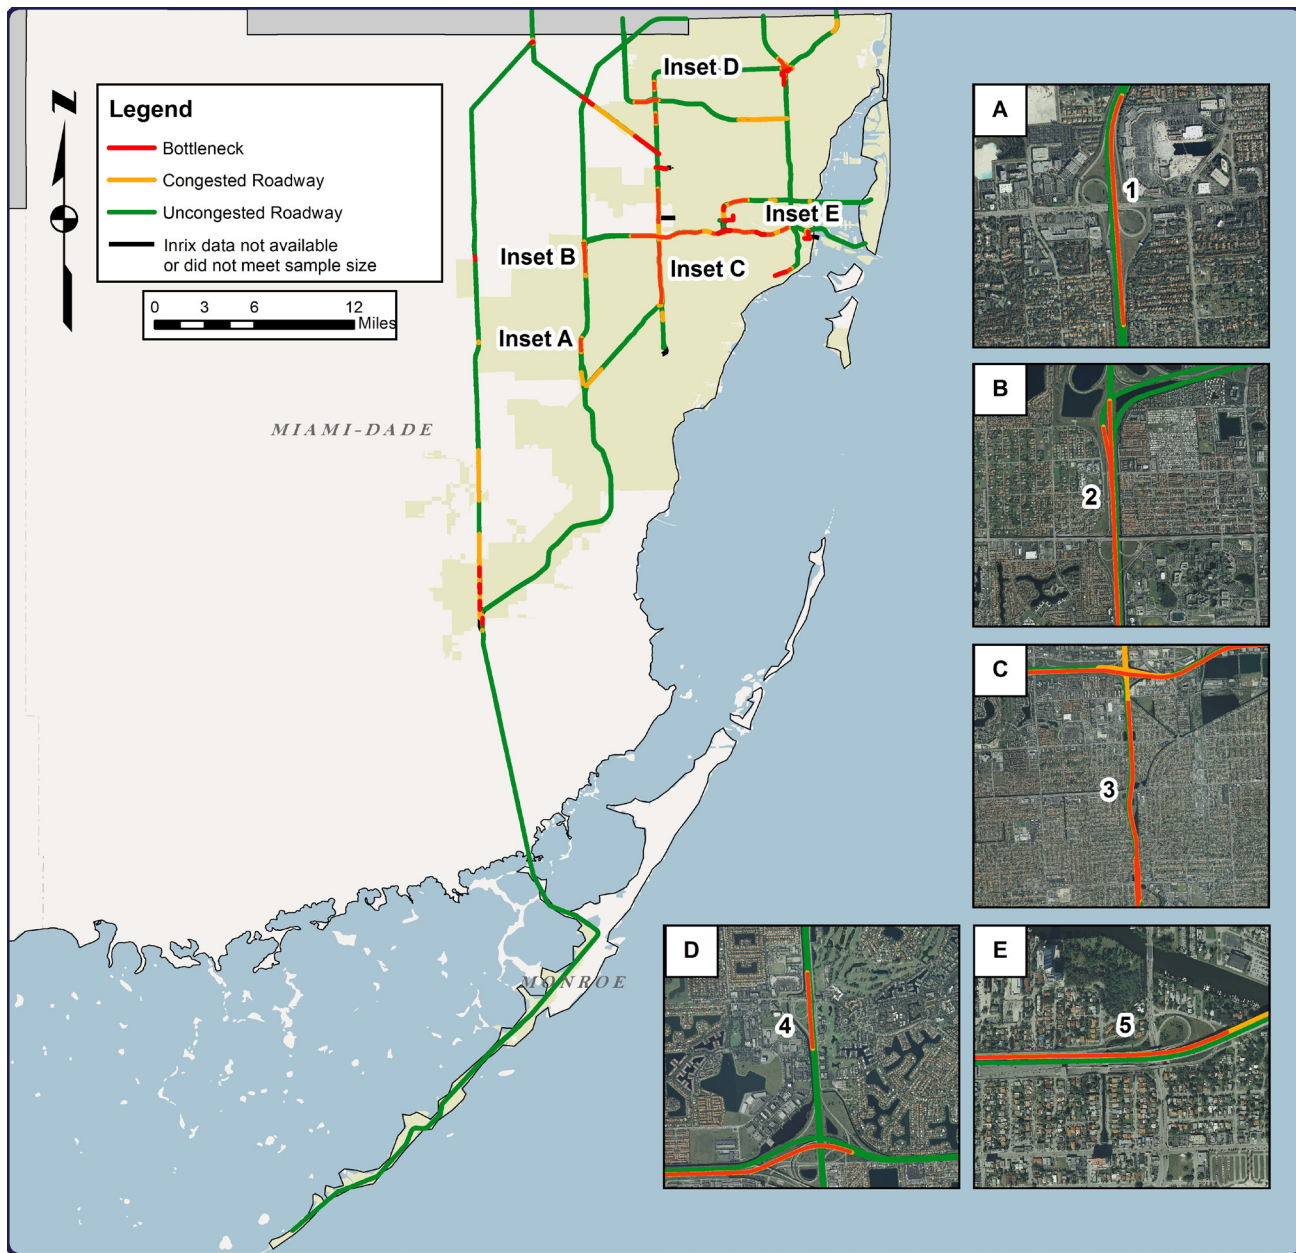 Inset D
Legend
Bottleneck
Congested Roadway
Uncongested Roadway
Inrix data not available
or did not meet sample size
N
0 3 6 12
Miles
Inset E
Inset B
Inset C
Inset A
MIAMI-DADE
MONROE
A
1
B
2
C
3
D
4
E
5